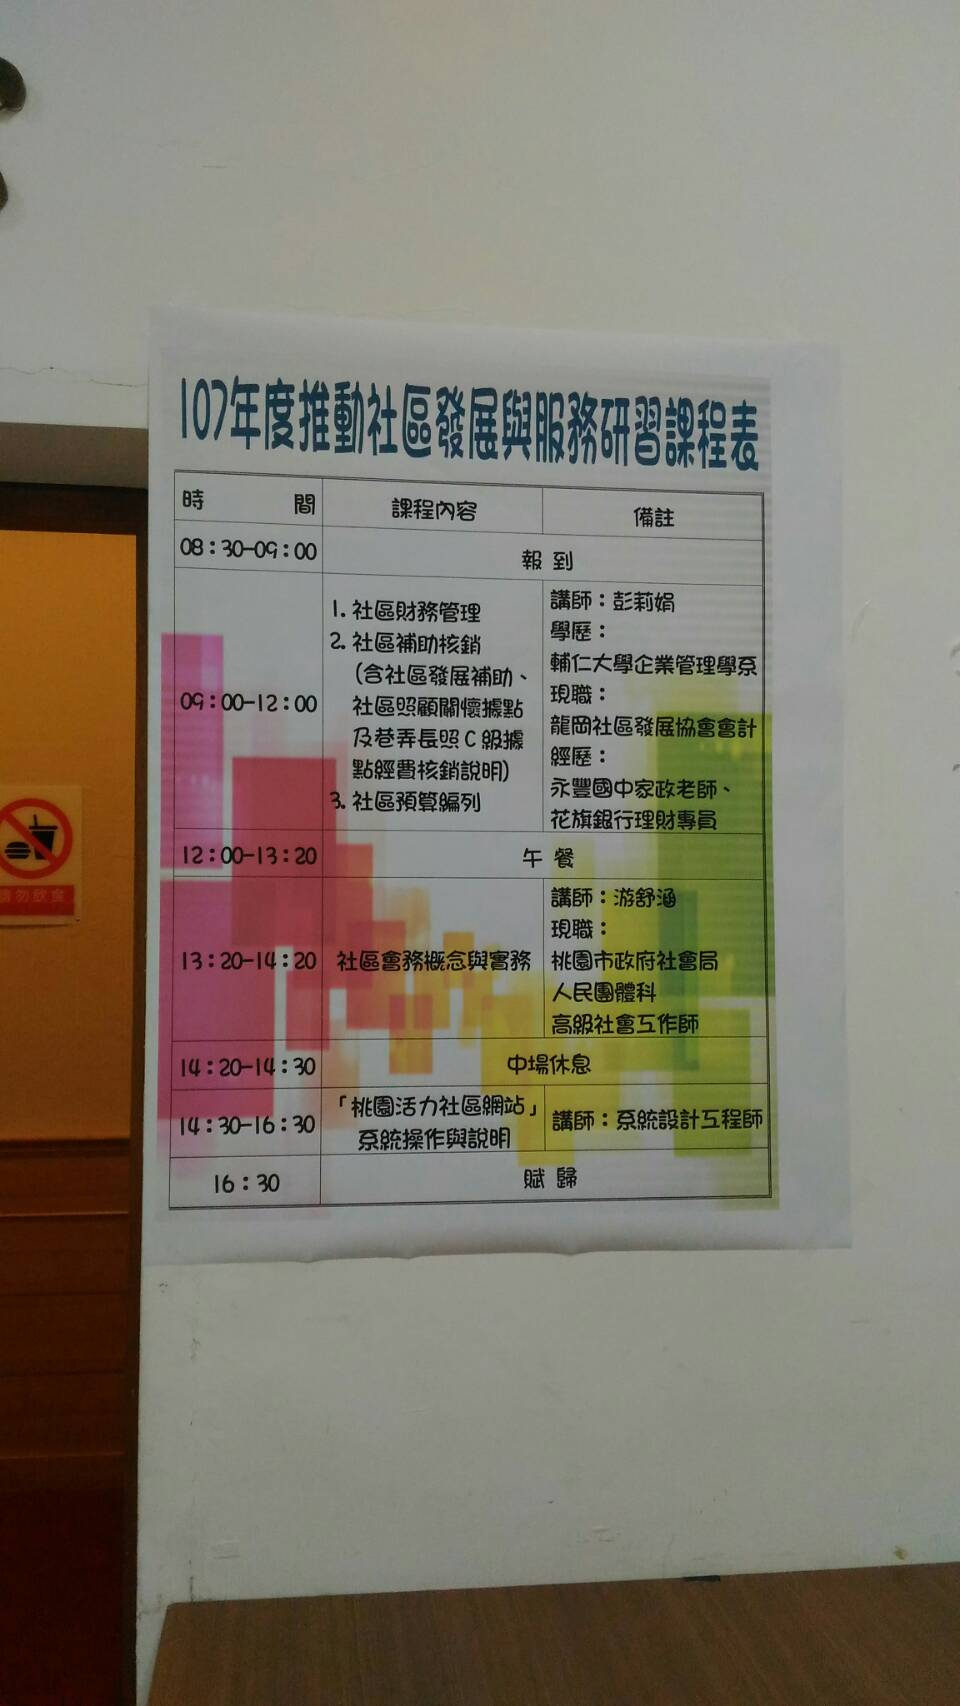 107年度推動社區發展與服務研習課程表
時 間 課程內容 備註
08:30-09:00 報到
09:00-12:00
1. 社區財務管理
2. 社區補助核銷
(含社區發展補助、
社區照顧關懷據點
及巷弄長照C級據
點經費核銷說明)
3. 社區預算編列
講師:彭莉娟
學歷:
輔仁大學企業管理學系
現職:
龍岡社區發展協會會計
經歷:
永豐國中家政老師、
花旗銀行理財專員
12:00-13:20 午餐
13:20-14:20 社區會務概念與實務
講師:游舒涵
現職:
桃園市政府社會局
人民團體科
高級社會工作師
14:20-14:30 中場休息
14:30-16:30
「桃園活力社區網站」
系統操作與說明
講師:系統設計工程師
16:30 賦歸
請勿飲食